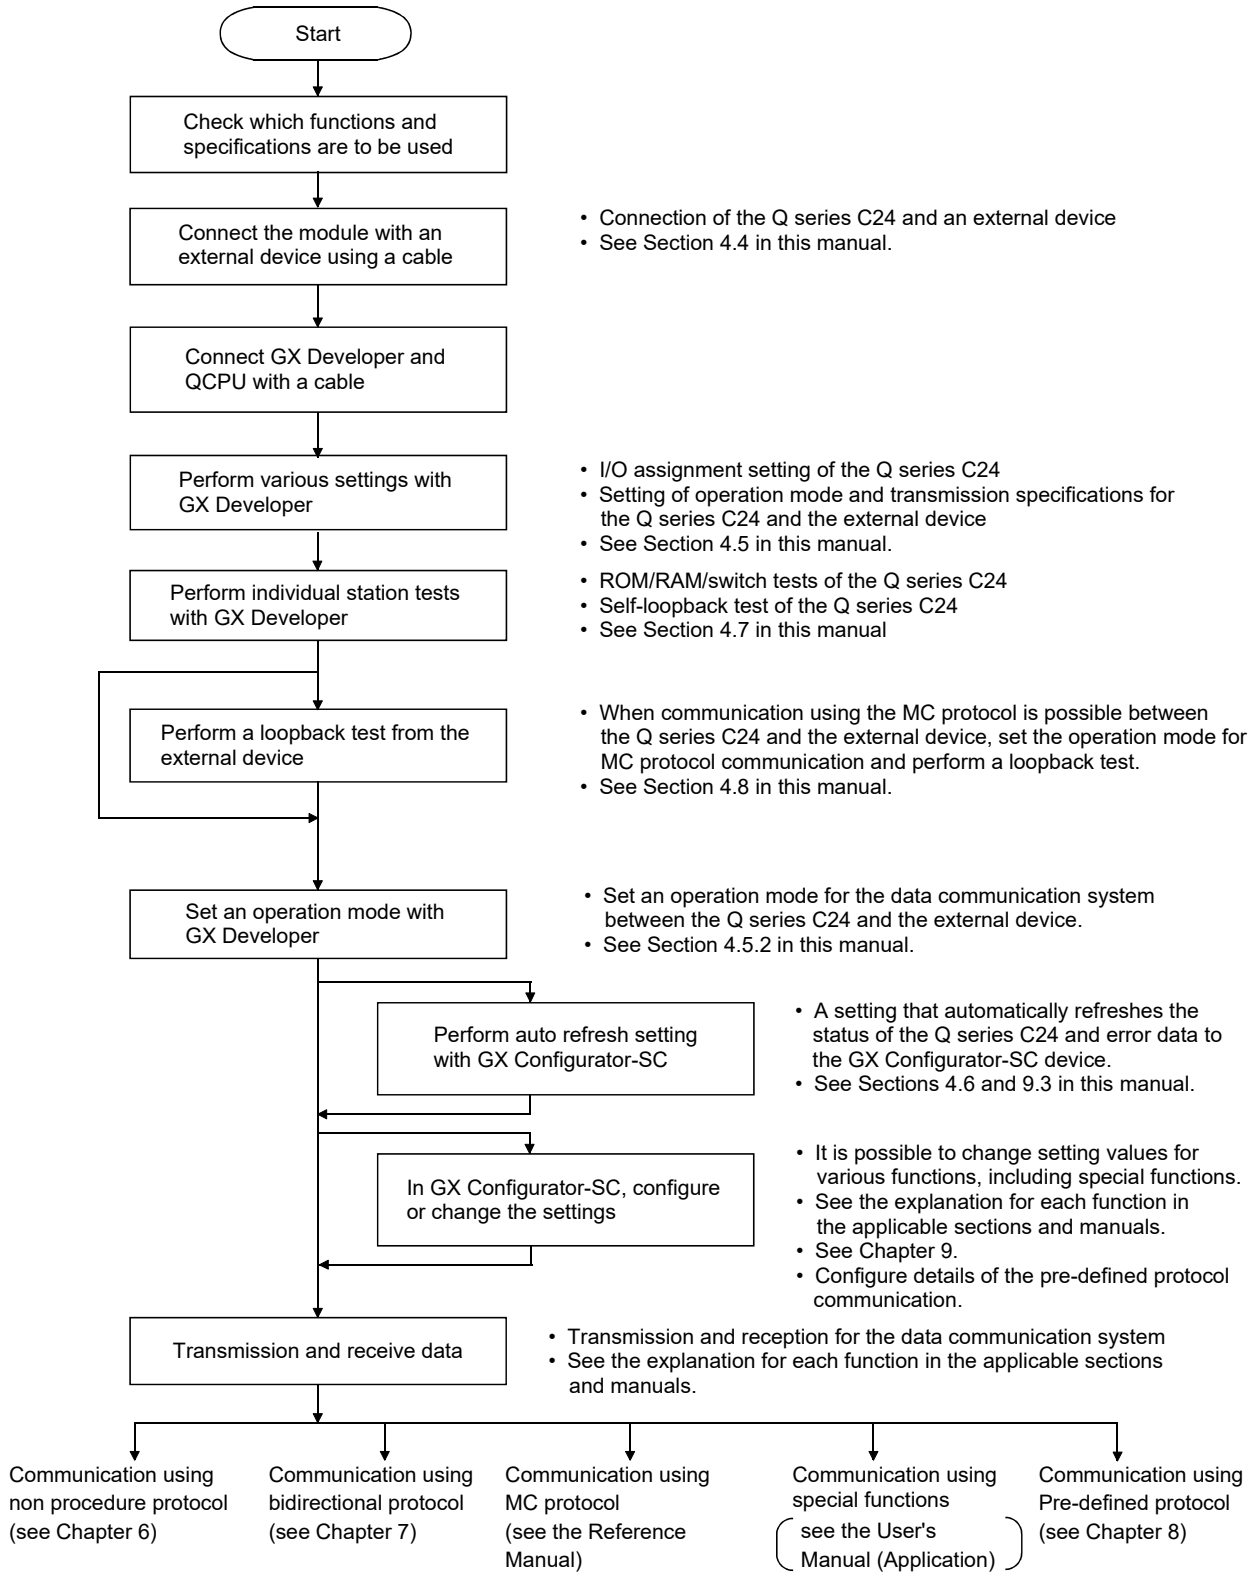 Start
Check which functions and
specifications are to be used
Connect the module with an
external device using a cable
• Connection of the Q series C24 and an external device
• See Section 4.4 in this manual.
Connect GX Developer and
QCPU with a cable
Perform various settings with
GX Developer
• I/O assignment setting of the Q series C24
• Setting of operation mode and transmission specifications for
the Q series C24 and the external device
• See Section 4.5 in this manual.
Perform individual station tests
with GX Developer
• ROM/RAM/switch tests of the Q series C24
• Self-loopback test of the Q series C24
• See Section 4.7 in this manual
Perform a loopback test from the
external device
• When communication using the MC protocol is possible between
the Q series C24 and the external device, set the operation mode for
MC protocol communication and perform a loopback test.
• See Section 4.8 in this manual.
Set an operation mode with
GX Developer
• Set an operation mode for the data communication system
between the Q series C24 and the external device.
• See Section 4.5.2 in this manual.
Perform auto refresh setting
with GX Configurator-SC
• A setting that automatically refreshes the
status of the Q series C24 and error data to
the GX Configurator-SC device.
• See Sections 4.6 and 9.3 in this manual.
In GX Configurator-SC, configure
or change the settings
• It is possible to change setting values for
various functions, including special functions.
• See the explanation for each function in
the applicable sections and manuals.
• See Chapter 9.
• Configure details of the pre-defined protocol
communication.
Transmission and receive data
• Transmission and reception for the data communication system
• See the explanation for each function in the applicable sections
and manuals.
Communication using
non procedure protocol
(see Chapter 6)
Communication using
bidirectional protocol
(see Chapter 7)
Communication using
MC protocol
(see the Reference
Manual)
Communication using
special functions
(see the User's
Manual (Application))
Communication using
Pre-defined protocol
(see Chapter 8)